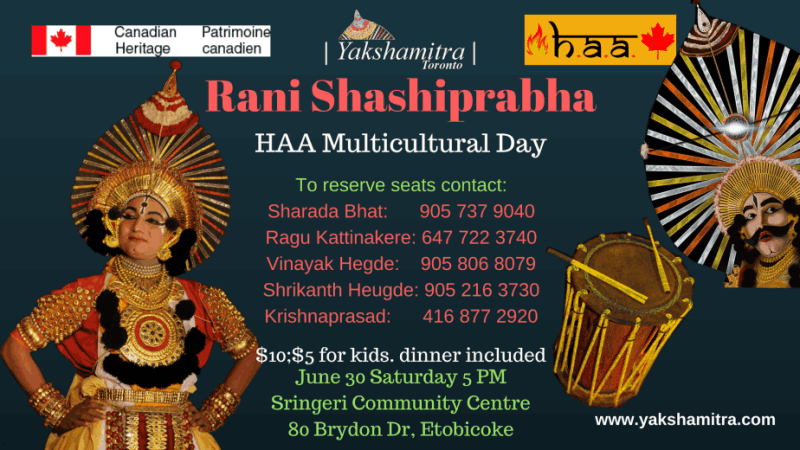 Canadian Heritage
Patrimoine canadien
| Yakshamitra |
Toronto
h.a.a.
Rani Shashiprabha
HAA Multicultural Day
To reserve seats contact:
Sharada Bhat: 905 737 9040
Ragu Kattinakere: 647 722 3740
Vinayak Hegde: 905 806 8079
Shrikanth Heugde: 905 216 3730
Krishnaprasad: 416 877 2920
$10;$5 for kids. dinner included
June 30 Saturday 5 PM
Sringeri Community Centre
80 Brydon Dr, Etobicoke
www.yakshamitra.com